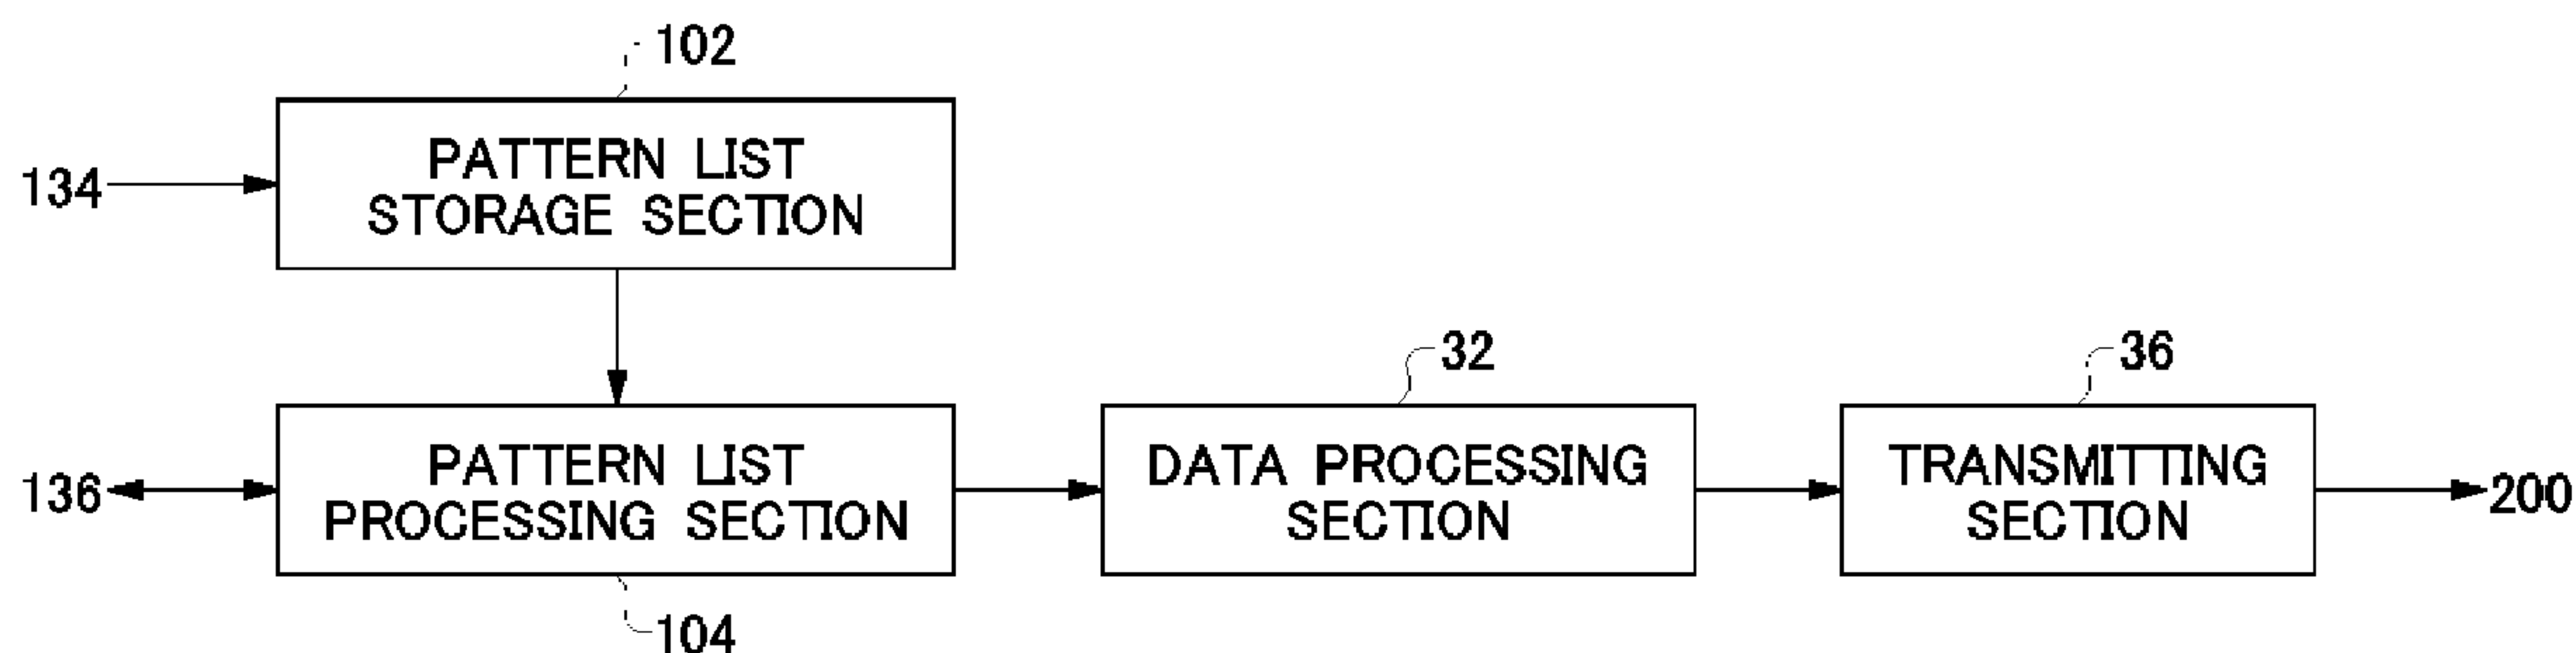 102
PATTERN LIST
STORAGE SECTION
134
32
36
136
PATTERN LIST
PROCESSING SECTION
DATA PROCESSING
SECTION
TRANSMITTING
SECTION
200
104